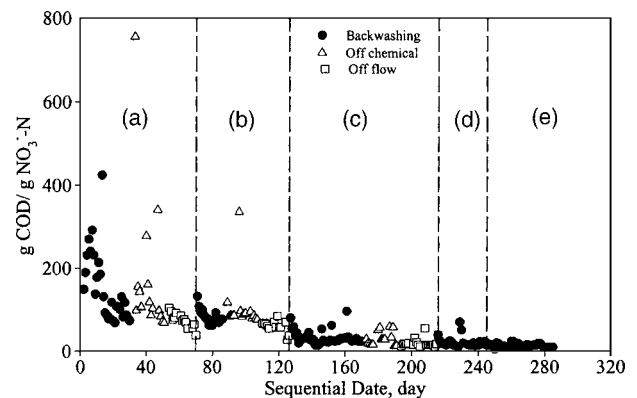 800
600
400
200
0
g COD/ g NO3⁻-N
● Backwashing
△ Off chemical
□ Off flow
(a) (b) (c) (d) (e)
0 40 80 120 160 200 240 280 320
Sequential Date, day